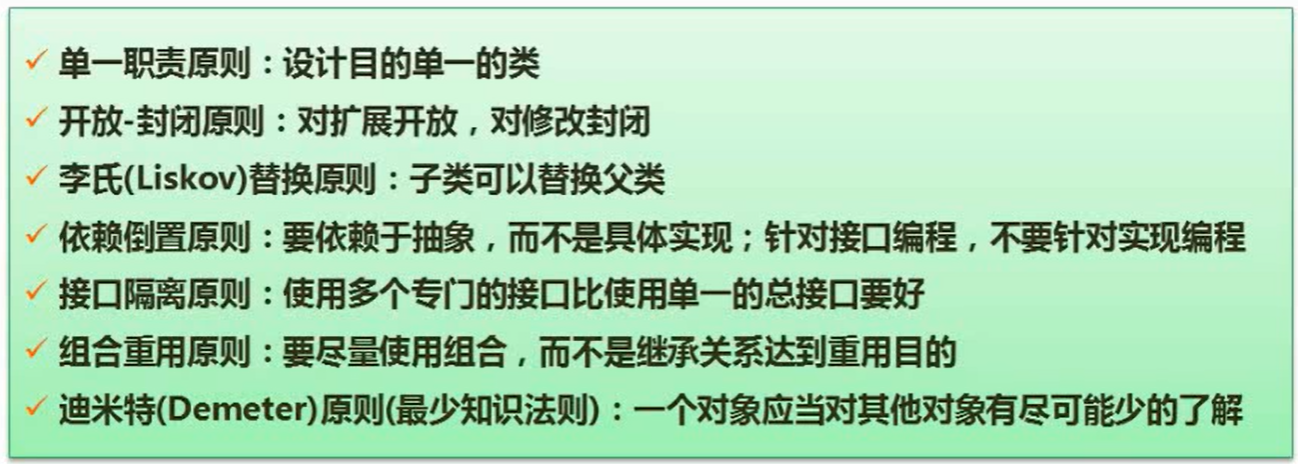 ✓ 单一职责原则：设计目的单一的类
✓ 开放-封闭原则：对扩展开放，对修改封闭
✓ 李氏(Liskov)替换原则：子类可以替换父类
✓ 依赖倒置原则：要依赖于抽象，而不是具体实现；针对接口编程，不要针对实现编程
✓ 接口隔离原则：使用多个专门的接口比使用单一的总接口要好
✓ 组合重用原则：要尽量使用组合，而不是继承关系达到重用目的
✓ 迪米特(Demeter)原则(最少知识法则)：一个对象应当对其他对象有尽可能少的了解